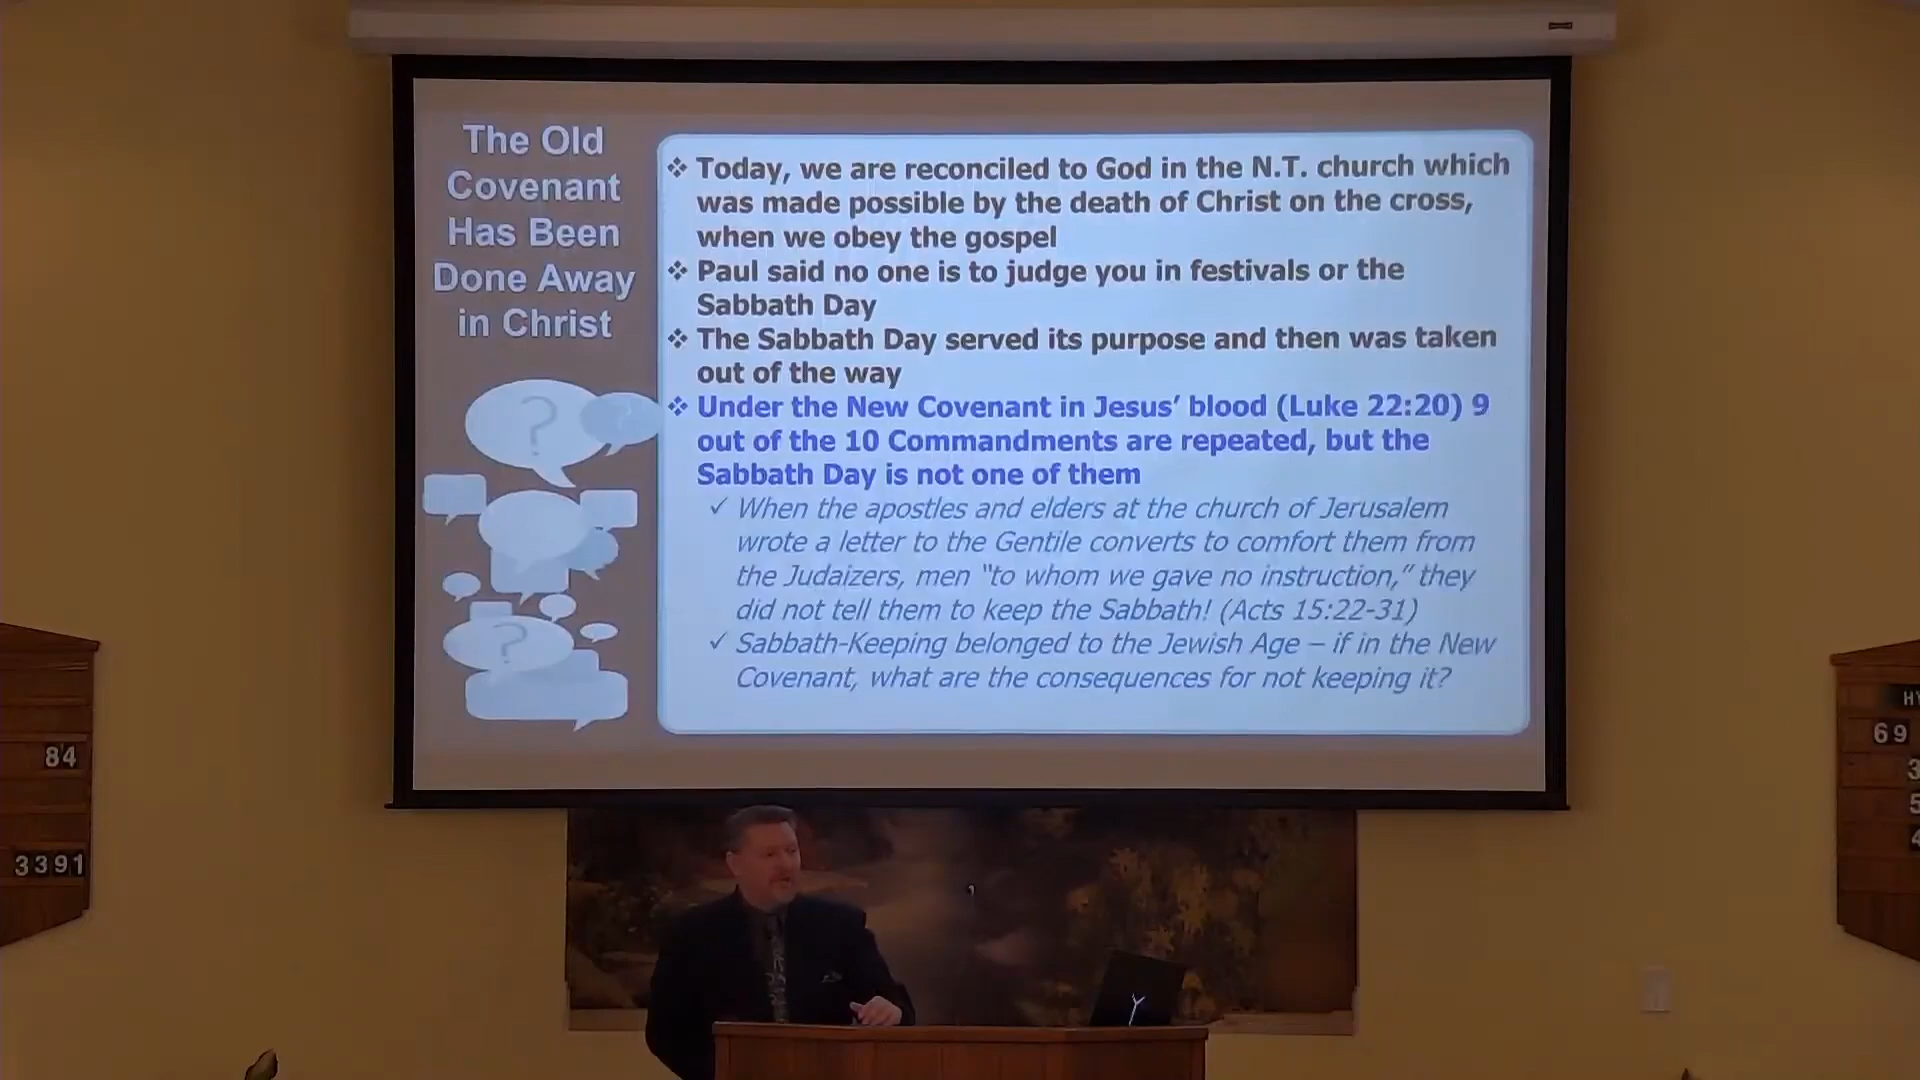 The Old
Covenant
Has Been
Done Away
in Christ
❖ Today, we are reconciled to God in the N.T. church which
was made possible by the death of Christ on the cross,
when we obey the gospel
❖ Paul said no one is to judge you in festivals or the
Sabbath Day
❖ The Sabbath Day served its purpose and then was taken
out of the way
❖ Under the New Covenant in Jesus’ blood (Luke 22:20) 9
out of the 10 Commandments are repeated, but the
Sabbath Day is not one of them
✓ When the apostles and elders at the church of Jerusalem
wrote a letter to the Gentile converts to comfort them from
the Judaizers, men “to whom we gave no instruction,” they
did not tell them to keep the Sabbath! (Acts 15:22-31)
✓ Sabbath-Keeping belonged to the Jewish Age – if in the New
Covenant, what are the consequences for not keeping it?
?
?
?
84
3391
HY
69
3
5
4